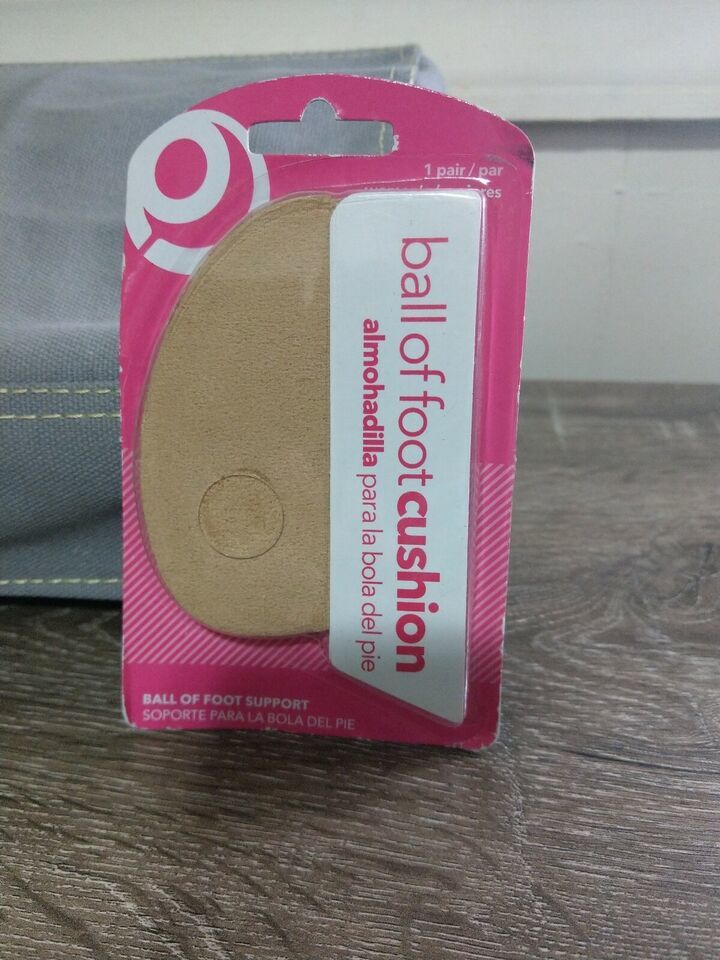 1 pair / par
ball of foot cushion
almohadilla para la bola del pie
BALL OF FOOT SUPPORT
SOPORTE PARA LA BOLA DEL PIE